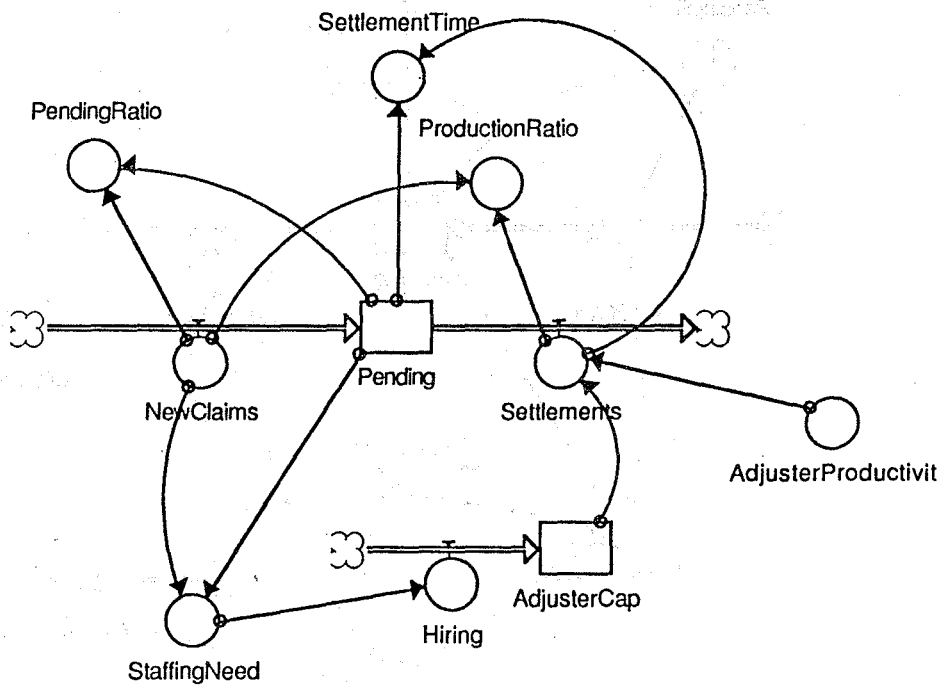 SettlementTime
PendingRatio
ProductionRatio
Pending
NewClaims
Settlements
AdjusterProductivit
AdjusterCap
Hiring
StaffingNeed